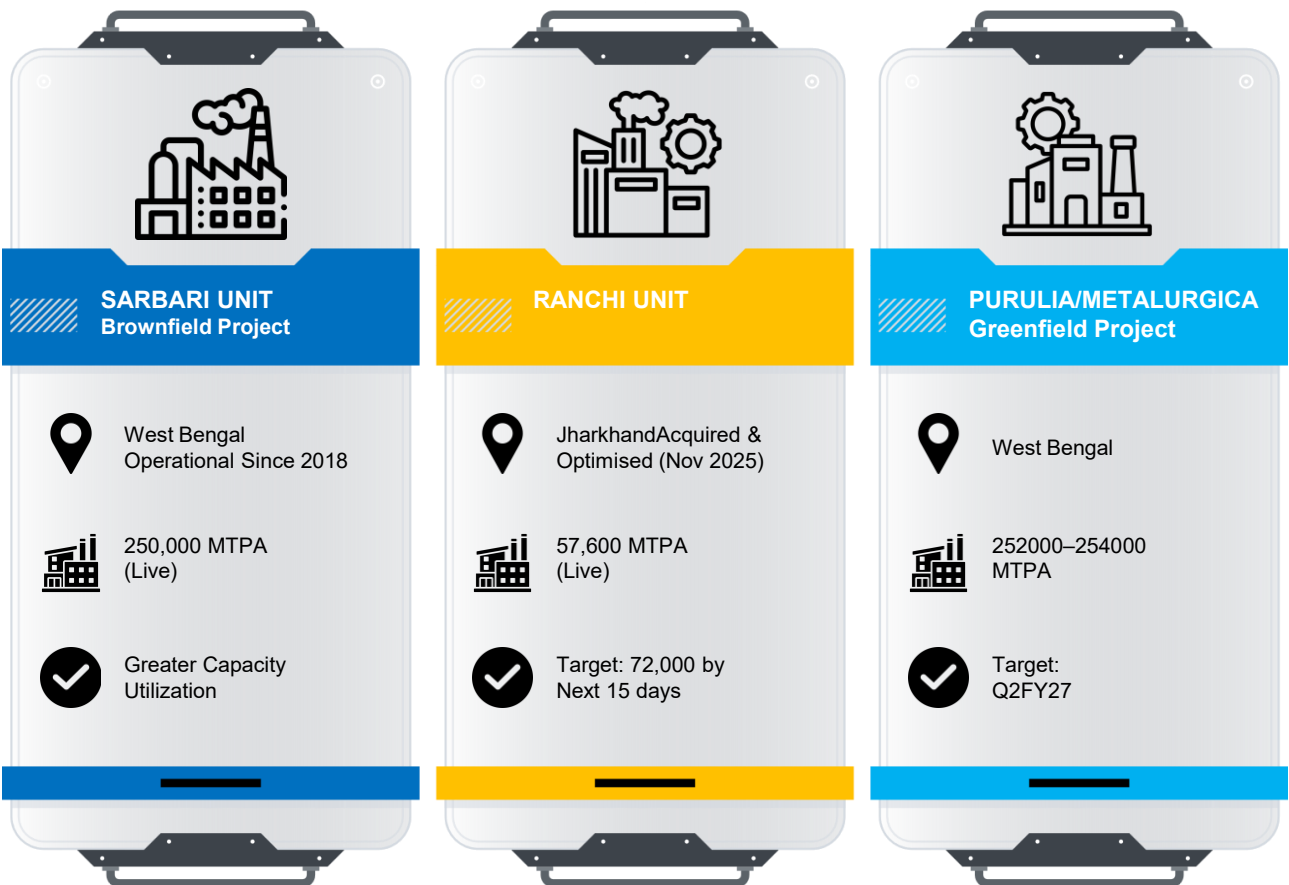 SARBARI UNIT
Brownfield Project
West Bengal
Operational Since 2018
250,000 MTPA
(Live)
Greater Capacity
Utilization
RANCHI UNIT
JharkhandAcquired &
Optimised (Nov 2025)
57,600 MTPA
(Live)
Target: 72,000 by
Next 15 days
PURULIA/METALURGICA
Greenfield Project
West Bengal
252000–254000
MTPA
Target:
Q2FY27